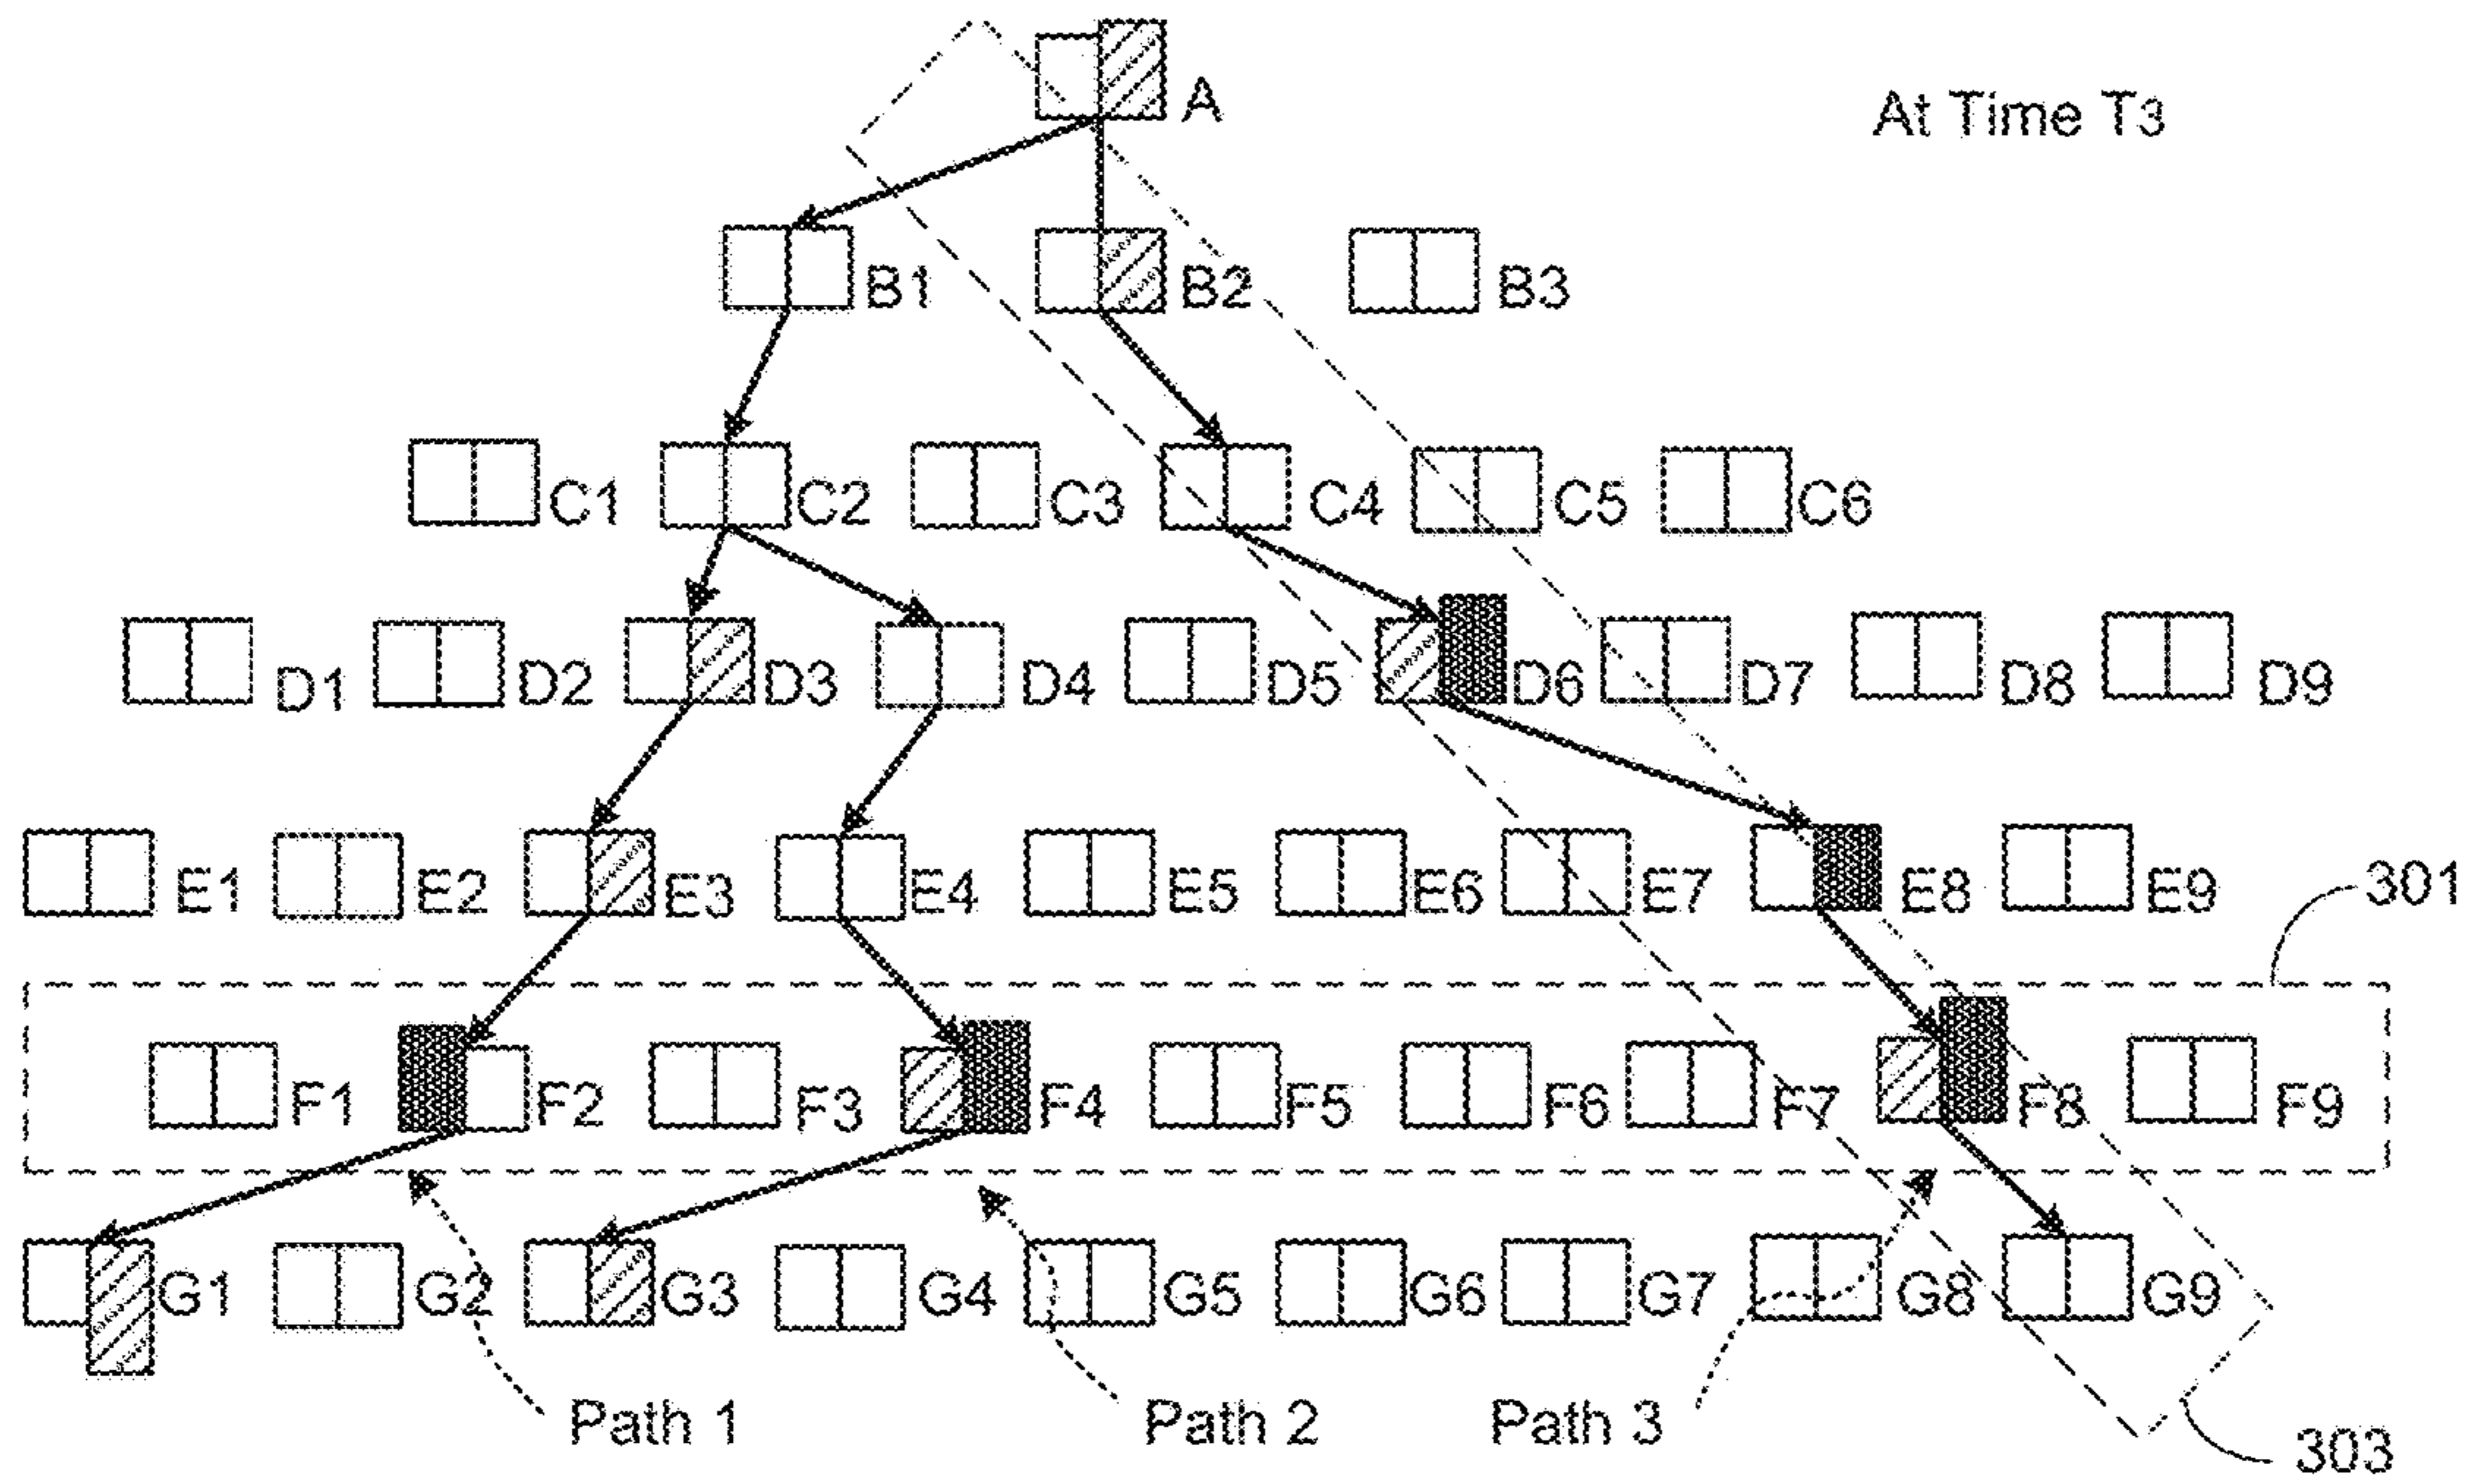 A
At Time T3
B1 B2 B3
C1 C2 C3 C4 C5 C6
D1 D2 D3 D4 D5 D6 D7 D8 D9
E1 E2 E3 E4 E5 E6 E7 E8 E9
301
F1 F2 F3 F4 F5 F6 F7 F8 F9
G1 G2 G3 G4 G5 G6 G7 G8 G9
Path 1 Path 2 Path 3
303